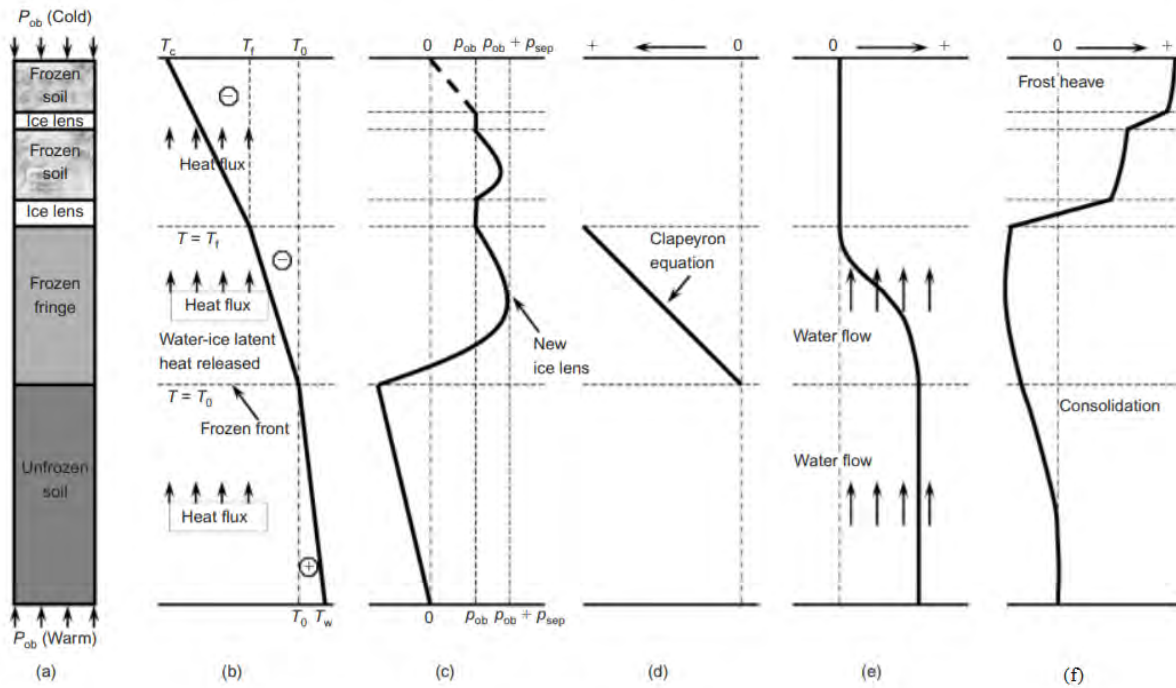 P_ob (Cold)
Frozen
soil
Ice lens
Frozen
soil
Ice lens
Frozen
fringe
Unfrozen
soil
P_ob (Warm)
(a)
T_c T_f T_0
−
Heat flux
T = T_f
−
Heat flux
Water-ice latent
heat released
T = T_0
Frozen front
Heat flux
+
T_0 T_w
(b)
0 p_ob p_ob + p_sep
New
ice lens
0 p_ob p_ob + p_sep
(c)
+ 0
Clapeyron
equation
(d)
0 +
Water flow
Water flow
(e)
0 +
Frost heave
Consolidation
(f)